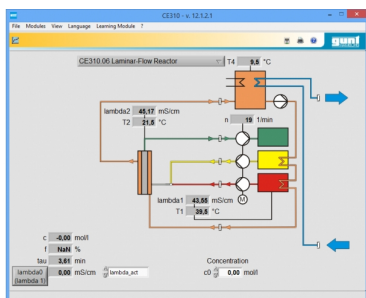 CE310 - v. 12.1.2.1
File Modules View Language Learning Module ?
gunt
CE310.06 Laminar-Flow Reactor T4 9,5 °C
lambda2 45,17 mS/cm
T2 21,5 °C
n 19 1/min
M
lambda1 43,55 mS/cm
T1 39,5 °C
c -0,00 mol/l
f NaN %
tau 3,61 min
Concentration
lambda0 (lambda 1) 0,00 mS/cm lambda_act c0 0,00 mol/l